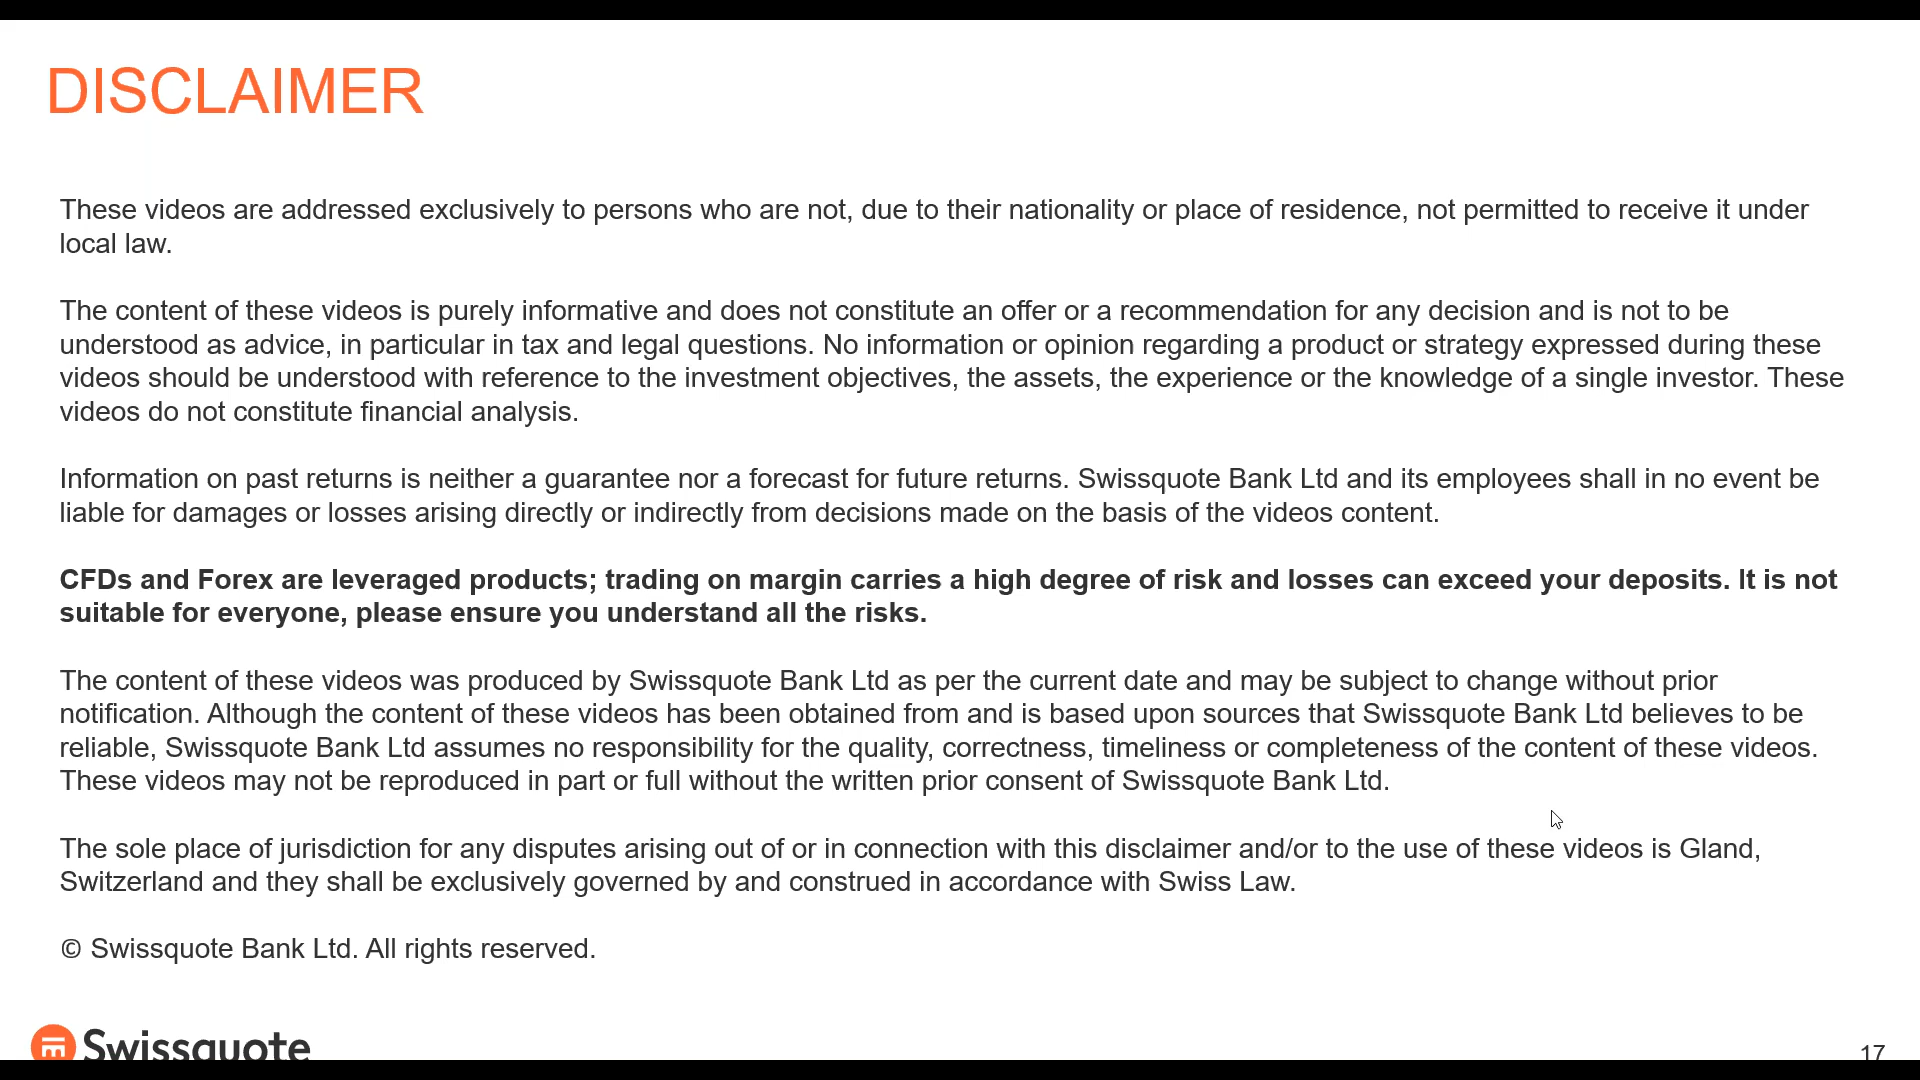 DISCLAIMER
These videos are addressed exclusively to persons who are not, due to their nationality or place of residence, not permitted to receive it under
local law.
The content of these videos is purely informative and does not constitute an offer or a recommendation for any decision and is not to be
understood as advice, in particular in tax and legal questions. No information or opinion regarding a product or strategy expressed during these
videos should be understood with reference to the investment objectives, the assets, the experience or the knowledge of a single investor. These
videos do not constitute financial analysis.
Information on past returns is neither a guarantee nor a forecast for future returns. Swissquote Bank Ltd and its employees shall in no event be
liable for damages or losses arising directly or indirectly from decisions made on the basis of the videos content.
CFDs and Forex are leveraged products; trading on margin carries a high degree of risk and losses can exceed your deposits. It is not
suitable for everyone, please ensure you understand all the risks.
The content of these videos was produced by Swissquote Bank Ltd as per the current date and may be subject to change without prior
notification. Although the content of these videos has been obtained from and is based upon sources that Swissquote Bank Ltd believes to be
reliable, Swissquote Bank Ltd assumes no responsibility for the quality, correctness, timeliness or completeness of the content of these videos.
These videos may not be reproduced in part or full without the written prior consent of Swissquote Bank Ltd.
The sole place of jurisdiction for any disputes arising out of or in connection with this disclaimer and/or to the use of these videos is Gland,
Switzerland and they shall be exclusively governed by and construed in accordance with Swiss Law.
© Swissquote Bank Ltd. All rights reserved.
Swissquote
17